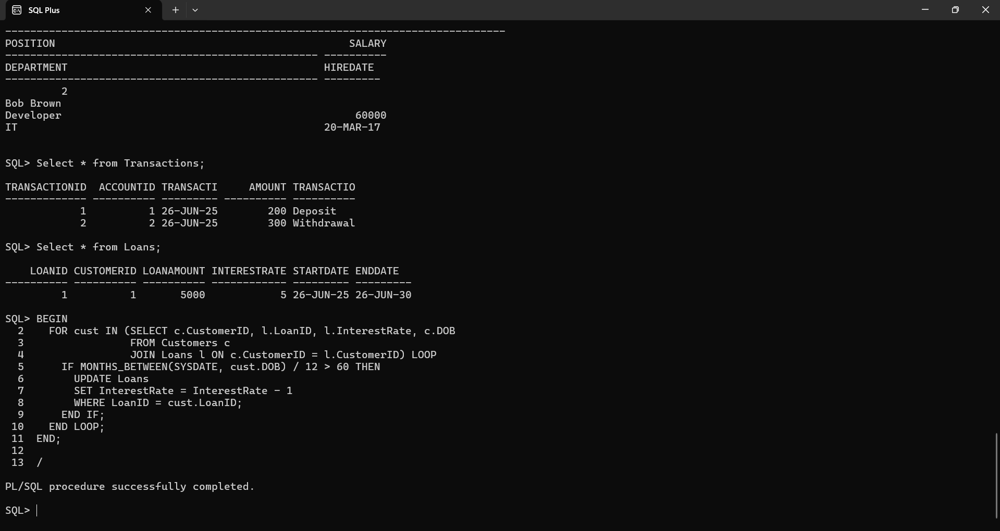 SQL Plus
--------------------------------------------------------------------------------
POSITION                                               SALARY
-------------------------------------------------- ----------
DEPARTMENT                                         HIREDATE
-------------------------------------------------- ---------
         2
Bob Brown
Developer                                               60000
IT                                                 20-MAR-17
SQL> Select * from Transactions;
TRANSACTIONID  ACCOUNTID TRANSACTI     AMOUNT TRANSACTIO
------------- ---------- --------- ---------- ----------
            1          1 26-JUN-25        200 Deposit
            2          2 26-JUN-25        300 Withdrawal
SQL> Select * from Loans;
    LOANID CUSTOMERID LOANAMOUNT INTERESTRATE STARTDATE ENDDATE
---------- ---------- ---------- ------------ --------- ---------
         1          1       5000            5 26-JUN-25 26-JUN-30
SQL> BEGIN
  2    FOR cust IN (SELECT c.CustomerID, l.LoanID, l.InterestRate, c.DOB
  3                 FROM Customers c
  4                 JOIN Loans l ON c.CustomerID = l.CustomerID) LOOP
  5      IF MONTHS_BETWEEN(SYSDATE, cust.DOB) / 12 > 60 THEN
  6        UPDATE Loans
  7        SET InterestRate = InterestRate - 1
  8        WHERE LoanID = cust.LoanID;
  9      END IF;
 10    END LOOP;
 11  END;
 12
 13  /
PL/SQL procedure successfully completed.
SQL>